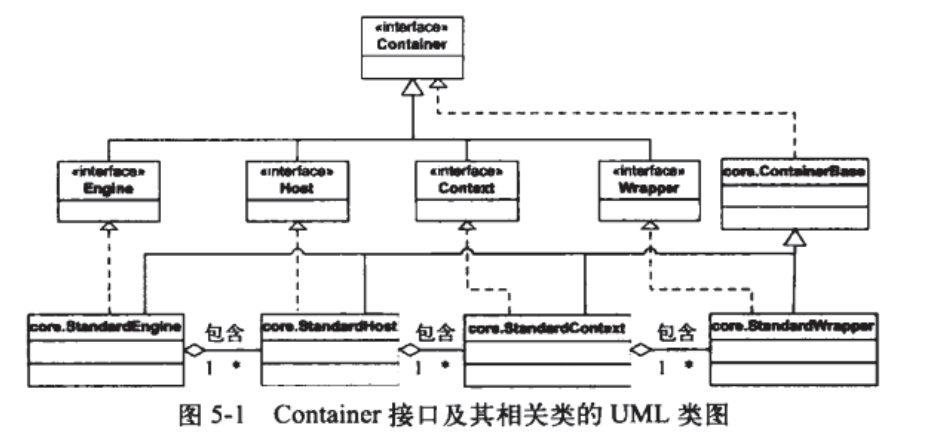 «interface»
Container
«interface»
Engine
«interface»
Host
«interface»
Context
«interface»
Wrapper
core.ContainerBase
core.StandardEngine
包含
1 *
core.StandardHost
包含
1 *
core.StandardContext
包含
1 *
core.StandardWrapper
图 5-1 Container 接口及其相关类的 UML 类图